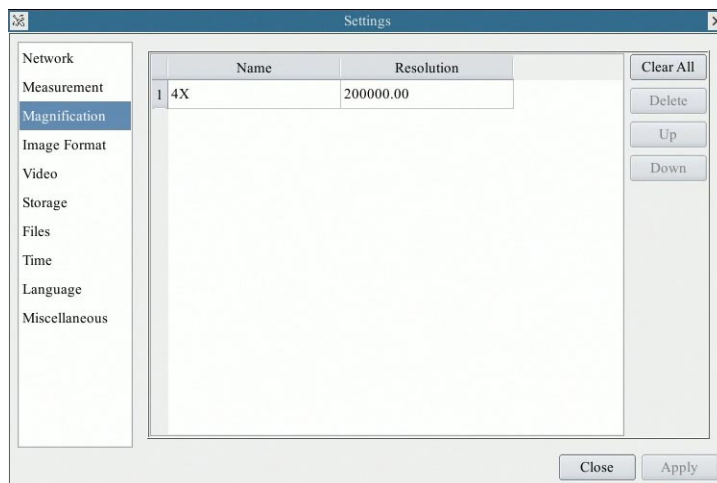 Settings
Network
Measurement
Magnification
Image Format
Video
Storage
Files
Time
Language
Miscellaneous
Name Resolution
1 4X 200000.00
Clear All
Delete
Up
Down
Close Apply